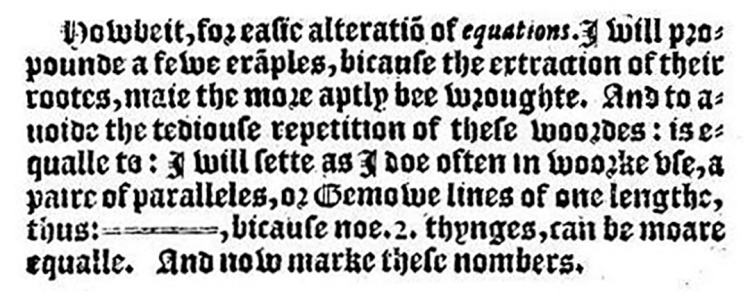 Howbeit, for easie alteratiõ of equations. I will pro-
pounde a fewe exãples, bicause the extraction of their
rootes, maie the more aptly bee wroughte. And to a-
uoide the tediouse repetition of these woordes: is e-
qualle to: I will sette as I doe often in woorke vse, a
paire of paralleles, or Gemowe lines of one lengthe,
thus: =====, bicause noe .2. thynges, can be moare
equalle. And now marke these nombers.